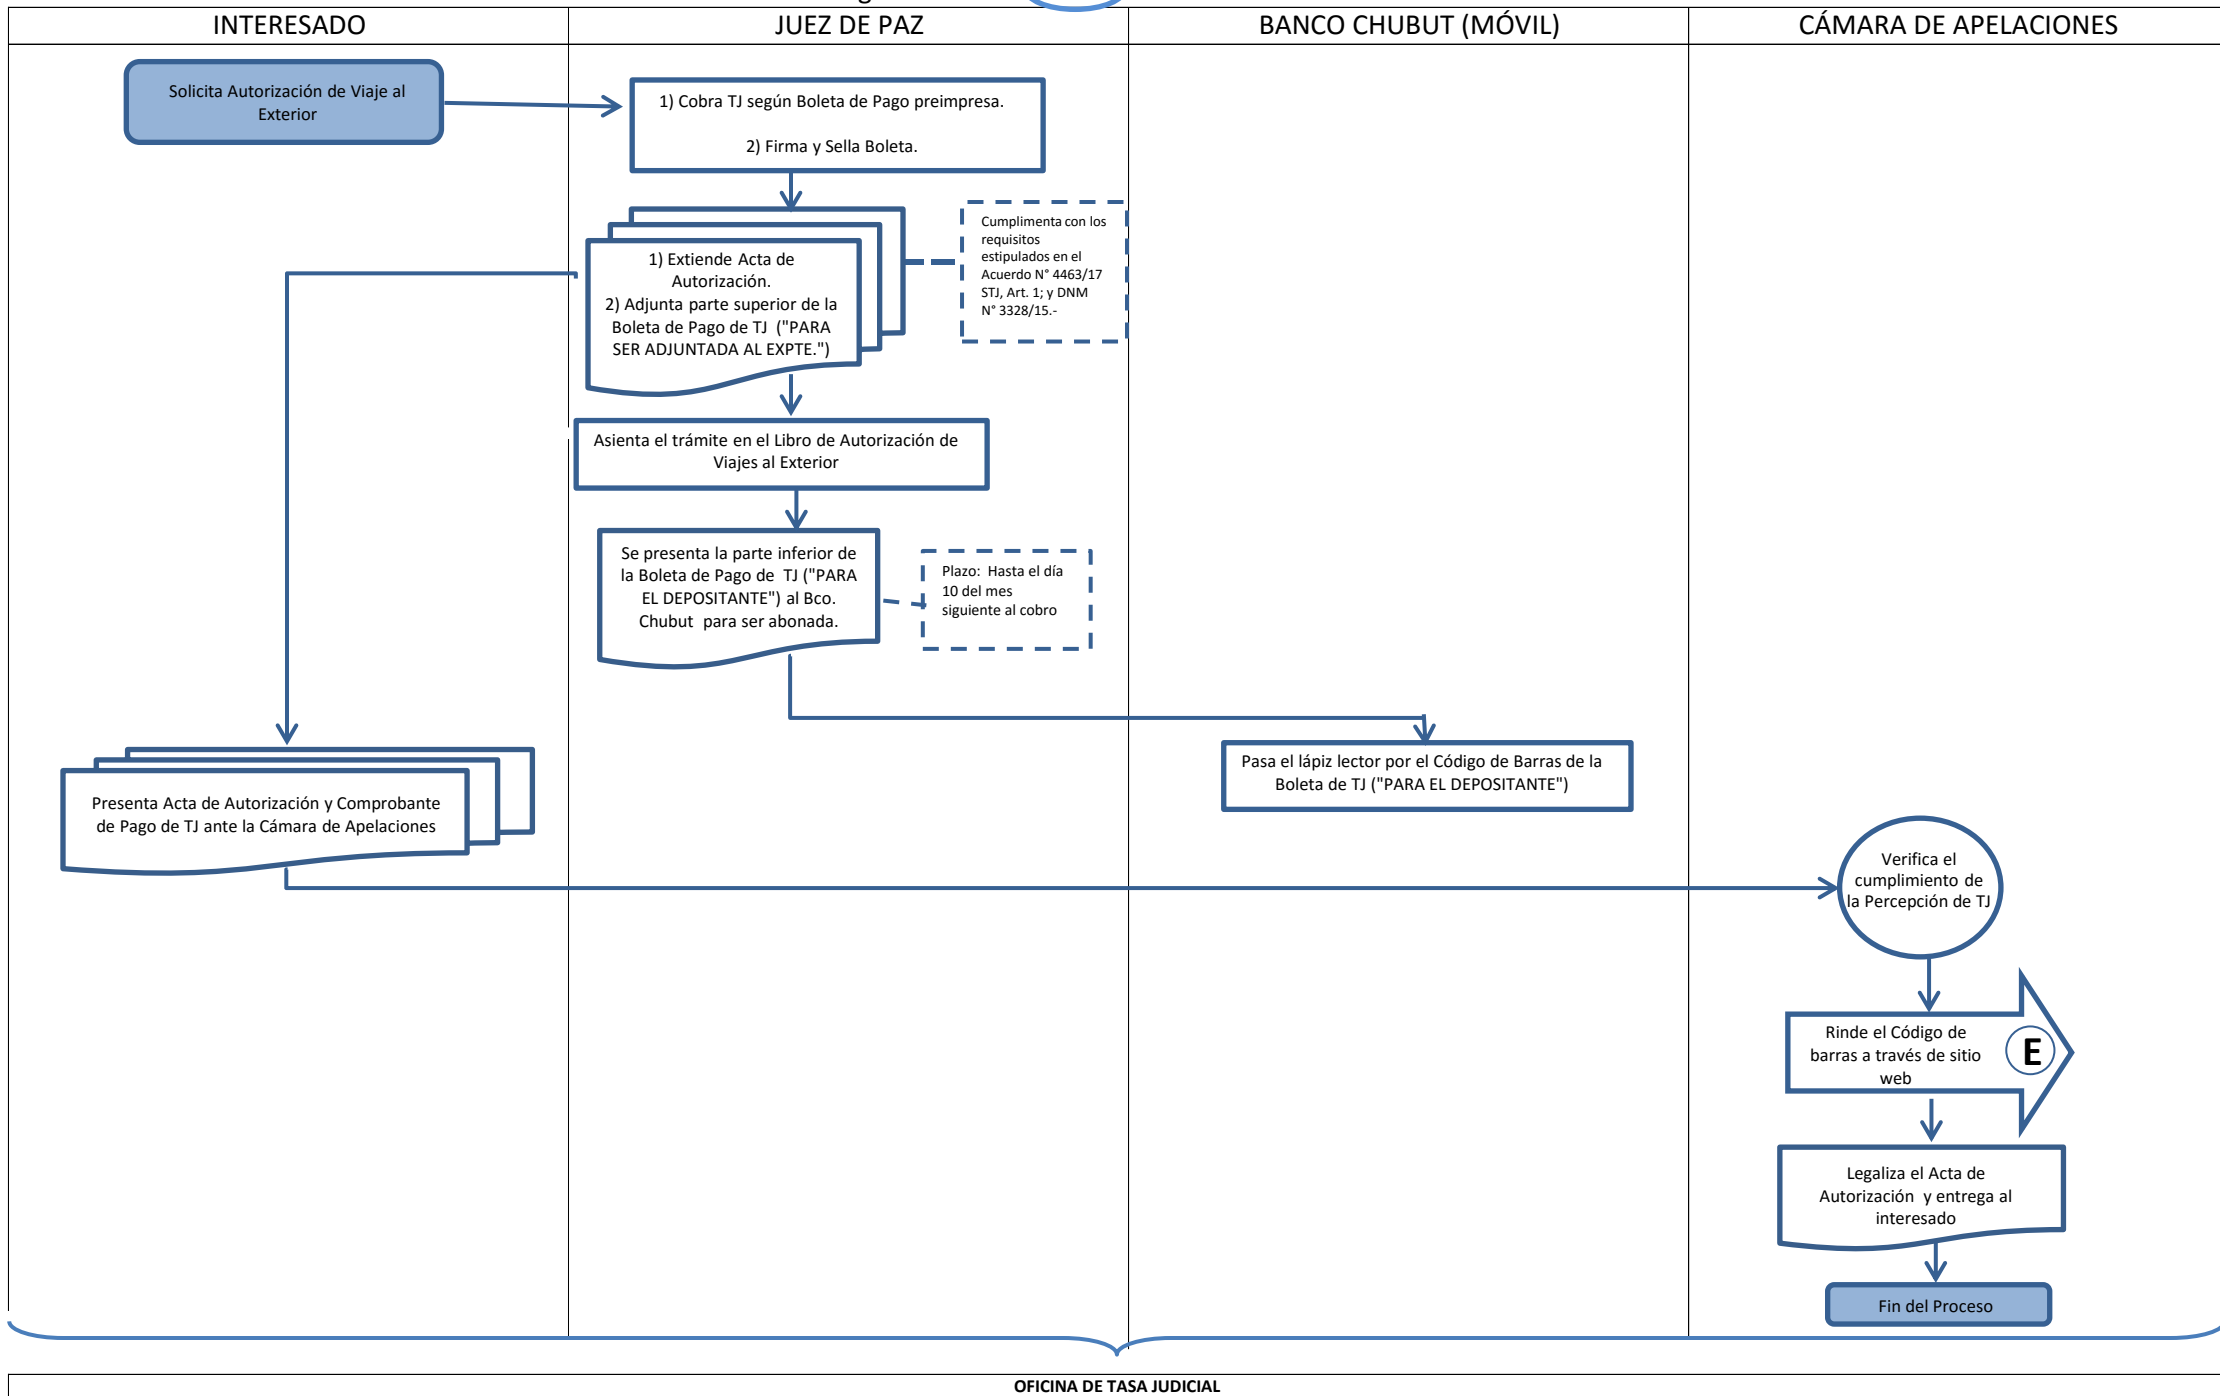 INTERESADO
JUEZ DE PAZ
BANCO CHUBUT (MÓVIL)
CÁMARA DE APELACIONES
Solicita Autorización de Viaje al
Exterior
1) Cobra TJ según Boleta de Pago preimpresa.
2) Firma y Sella Boleta.
1) Extiende Acta de
Autorización.
2) Adjunta parte superior de la
Boleta de Pago de TJ ("PARA
SER ADJUNTADA AL EXPTE.")
Cumplimenta con los
requisitos
estipulados en el
Acuerdo N° 4463/17
STJ, Art. 1; y DNM
N° 3328/15.-
Asienta el trámite en el Libro de Autorización de
Viajes al Exterior
Se presenta la parte inferior de
la Boleta de Pago de TJ ("PARA
EL DEPOSITANTE") al Bco.
Chubut para ser abonada.
Plazo: Hasta el día
10 del mes
siguiente al cobro
Pasa el lápiz lector por el Código de Barras de la
Boleta de TJ ("PARA EL DEPOSITANTE")
Presenta Acta de Autorización y Comprobante
de Pago de TJ ante la Cámara de Apelaciones
Verifica el
cumplimiento de
la Percepción de TJ
Rinde el Código de
barras a través de sitio
web
E
Legaliza el Acta de
Autorización y entrega al
interesado
Fin del Proceso
OFICINA DE TASA JUDICIAL